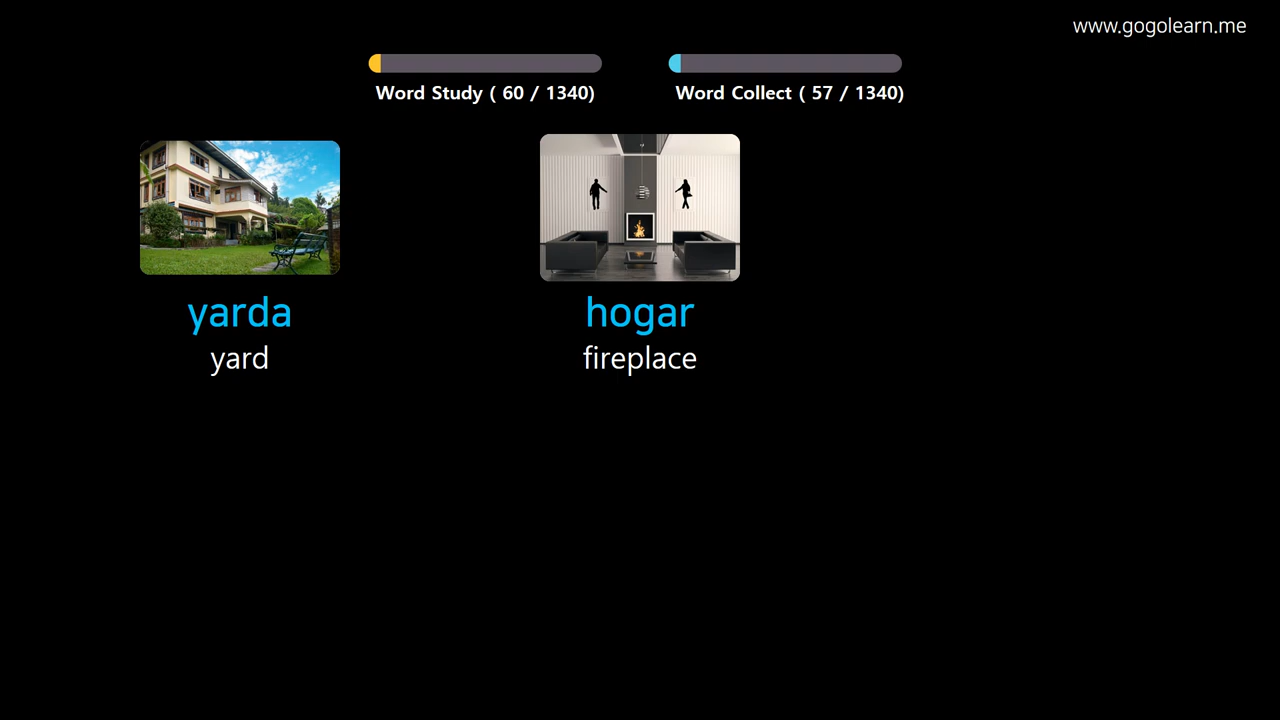 www.gogolearn.me
Word Study ( 60 / 1340)
Word Collect ( 57 / 1340)
yarda
yard
hogar
fireplace